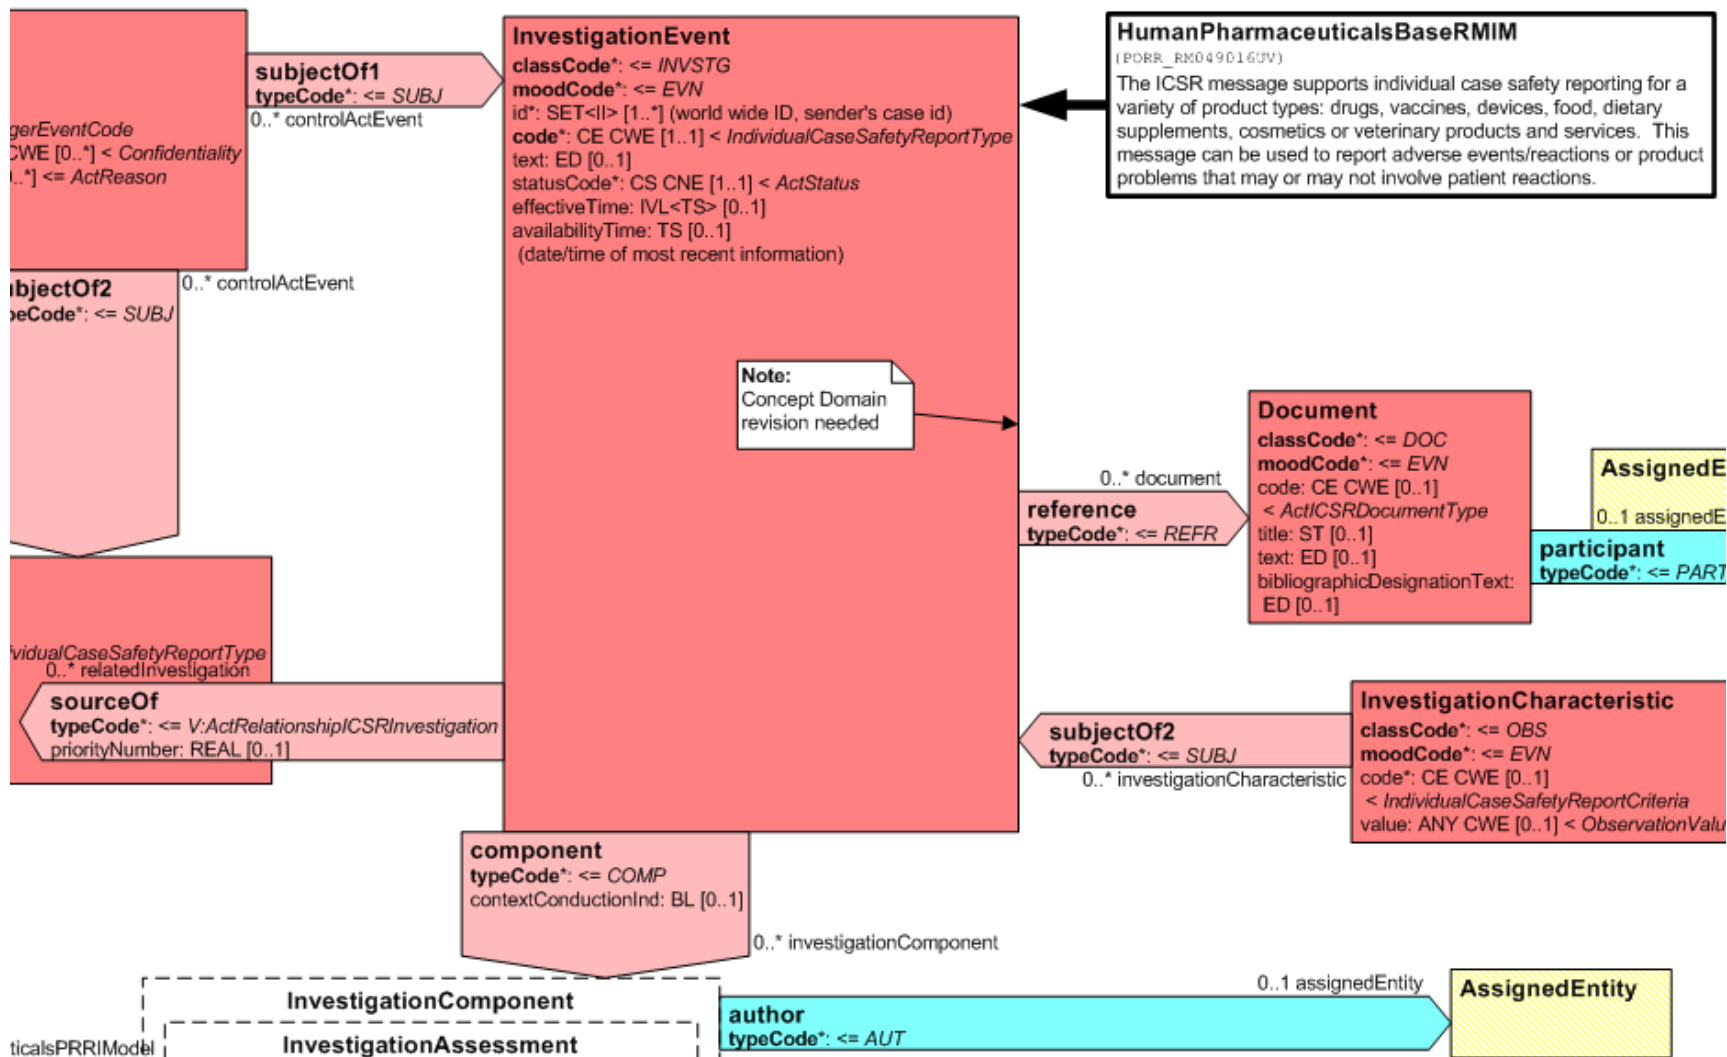 gerEventCode
CWE [0..*] < Confidentiality
..*] <= ActReason
subjectOf1
typeCode*: <= SUBJ
0..* controlActEvent
InvestigationEvent
classCode*: <= INVSTG
moodCode*: <= EVN
id*: SET<II> [1..*] (world wide ID, sender's case id)
code*: CE CWE [1..1] < IndividualCaseSafetyReportType
text: ED [0..1]
statusCode*: CS CNE [1..1] < ActStatus
effectiveTime: IVL<TS> [0..1]
availabilityTime: TS [0..1]
(date/time of most recent information)
HumanPharmaceuticalsBaseRMIM
(PORR_RM049016UV)
The ICSR message supports individual case safety reporting for a
variety of product types: drugs, vaccines, devices, food, dietary
supplements, cosmetics or veterinary products and services.  This
message can be used to report adverse events/reactions or product
problems that may or may not involve patient reactions.
0..* controlActEvent
bjectOf2
peCode*: <= SUBJ
Note:
Concept Domain
revision needed
0..* document
reference
typeCode*: <= REFR
Document
classCode*: <= DOC
moodCode*: <= EVN
code: CE CWE [0..1]
< ActICSRDocumentType
title: ST [0..1]
text: ED [0..1]
bibliographicDesignationText:
ED [0..1]
AssignedE
0..1 assignedE
participant
typeCode*: <= PART
vidualCaseSafetyReportType
0..* relatedInvestigation
sourceOf
typeCode*: <= V:ActRelationshipICSRInvestigation
priorityNumber: REAL [0..1]
subjectOf2
typeCode*: <= SUBJ
0..* investigationCharacteristic
InvestigationCharacteristic
classCode*: <= OBS
moodCode*: <= EVN
code*: CE CWE [0..1]
< IndividualCaseSafetyReportCriteria
value: ANY CWE [0..1] < ObservationValu
component
typeCode*: <= COMP
contextConductionInd: BL [0..1]
0..* investigationComponent
InvestigationComponent
InvestigationAssessment
ticalsPRRIModel
author
typeCode*: <= AUT
0..1 assignedEntity
AssignedEntity